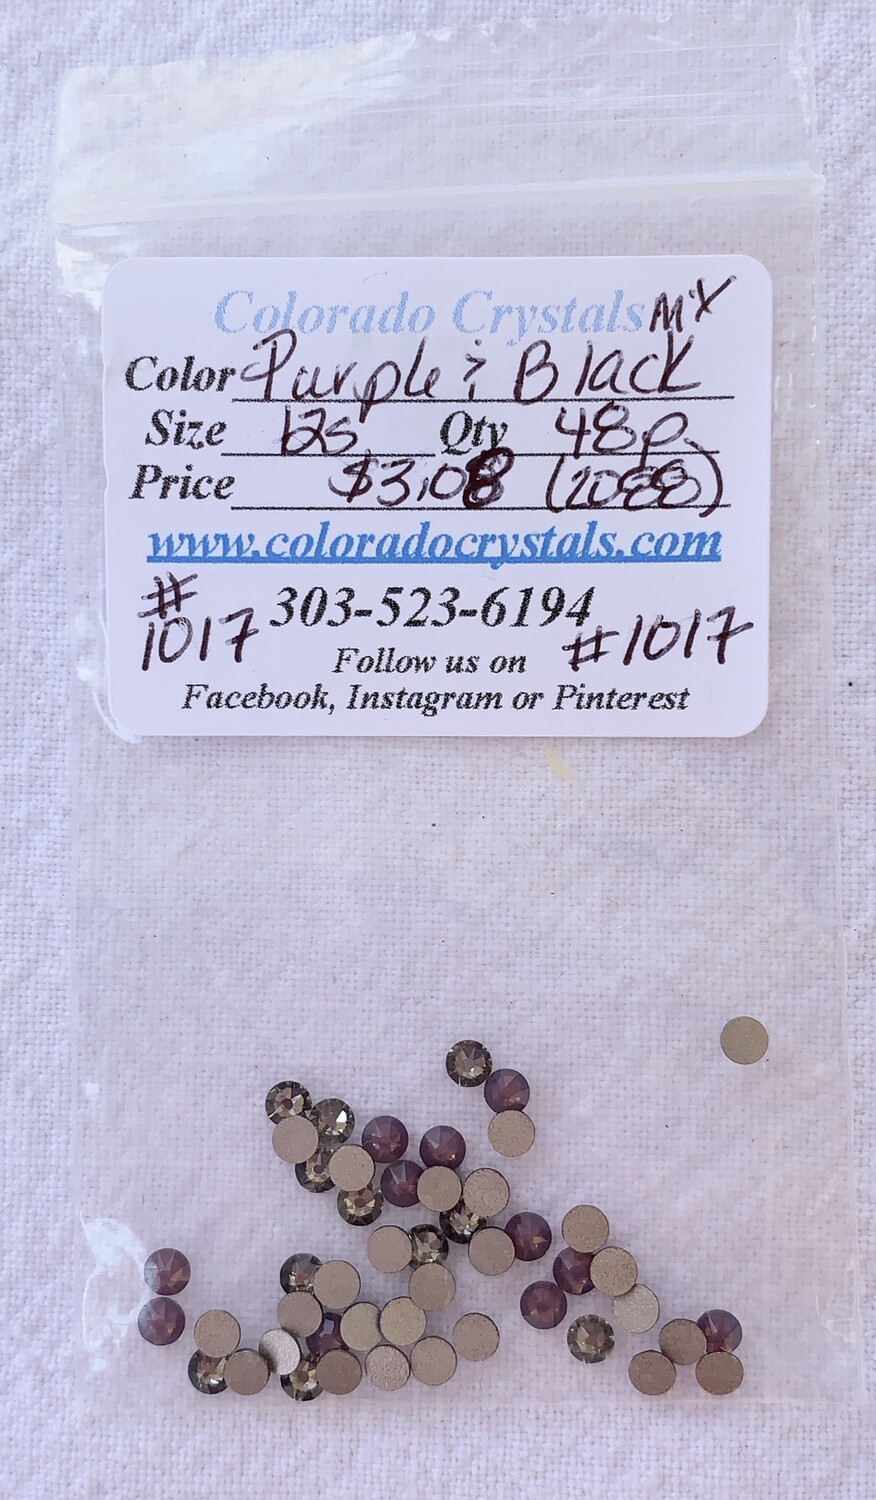 Colorado Crystals Mix
Color Purple & Black
Size 12s Qty 48p
Price $3.08 (2088)
www.coloradocrystals.com
# 1017 303-523-6194 #1017
Follow us on
Facebook, Instagram or Pinterest